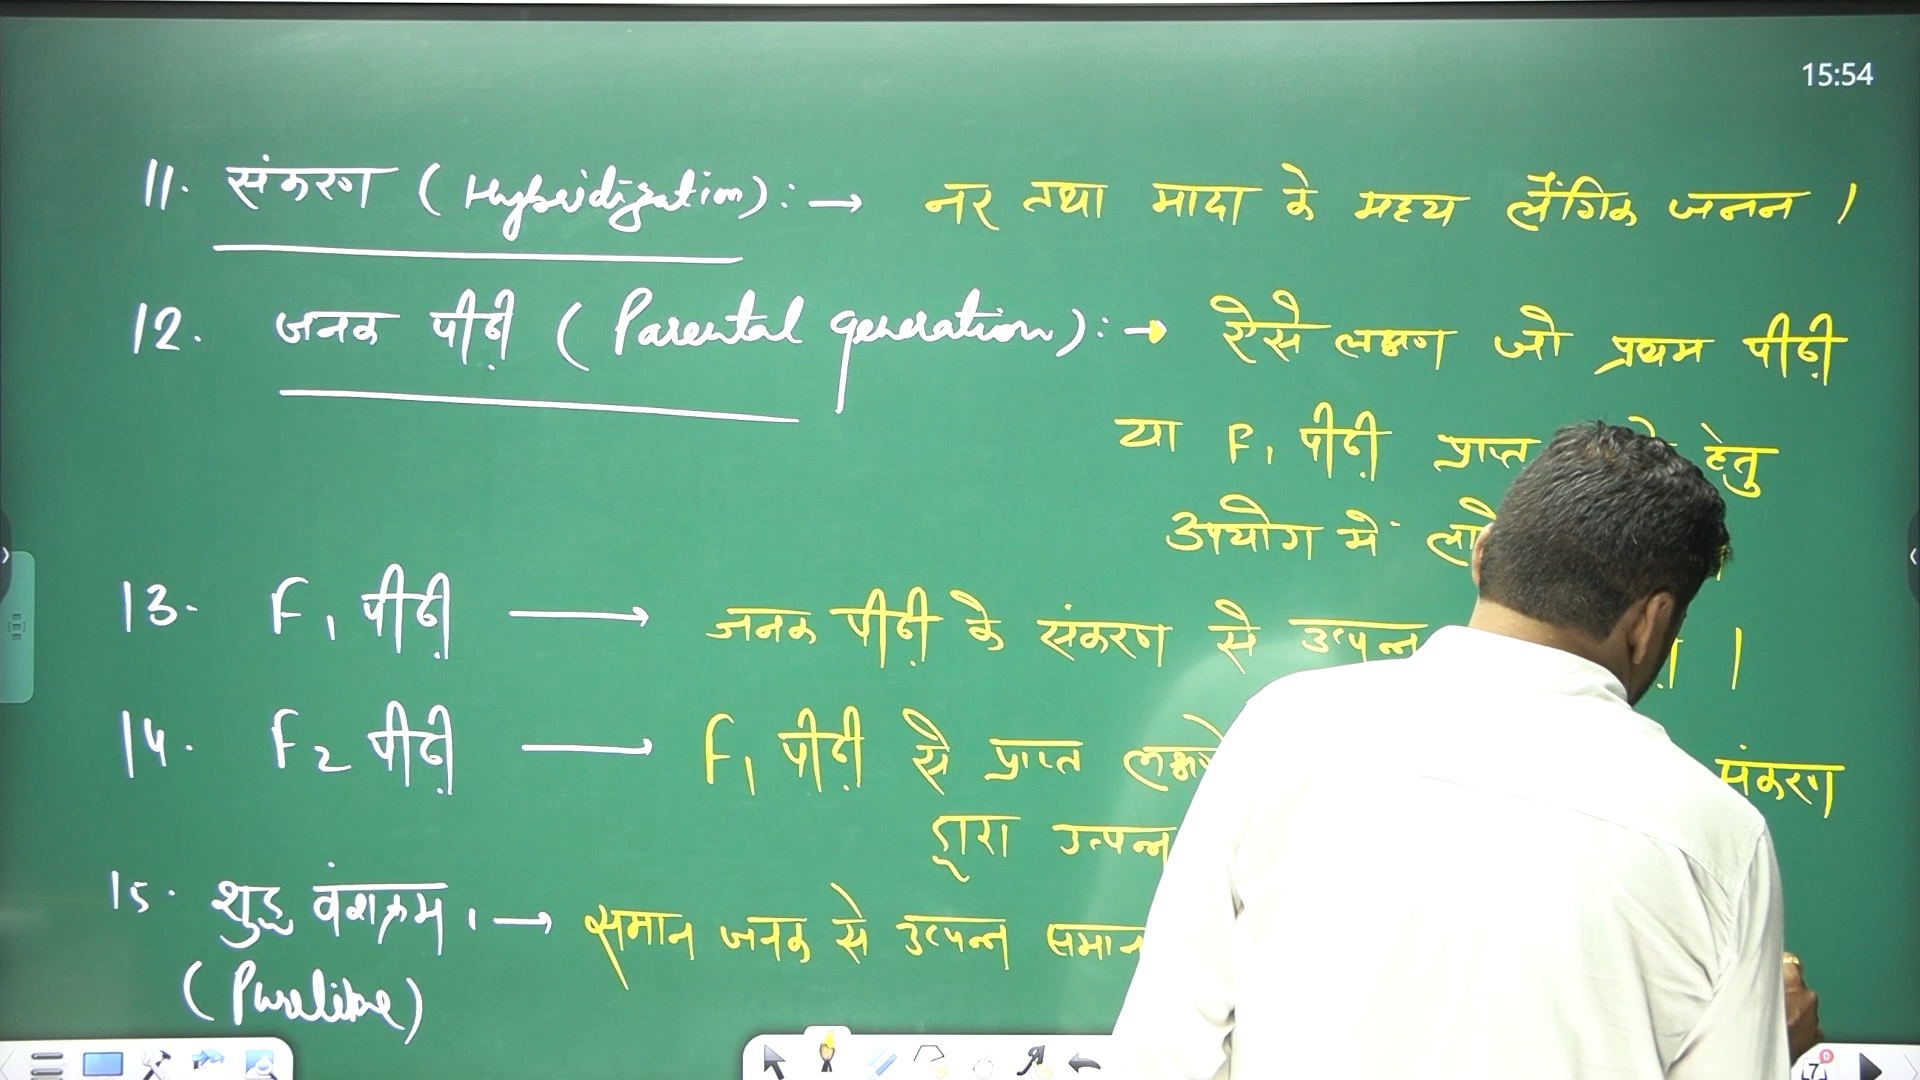 15:54
11. संकरण (Hybridization):→ नर तथा मादा के मध्य लैंगिक जनन ।
12. जनक पीढ़ी (Parental generation):→ ऐसे लक्षण जो प्रथम पीढ़ी
या F1 पीढ़ी प्राप्त हेतु
उपयोग में
13. F1 पीढ़ी → जनक पीढ़ी के संकरण से उत्पन्न ।
14. F2 पीढ़ी → F1 पीढ़ी से प्राप्त संकरण
द्वारा उत्पन्न
15. शुद्ध वंशक्रम → समान जनक से उत्पन्न समान
(Pureline)